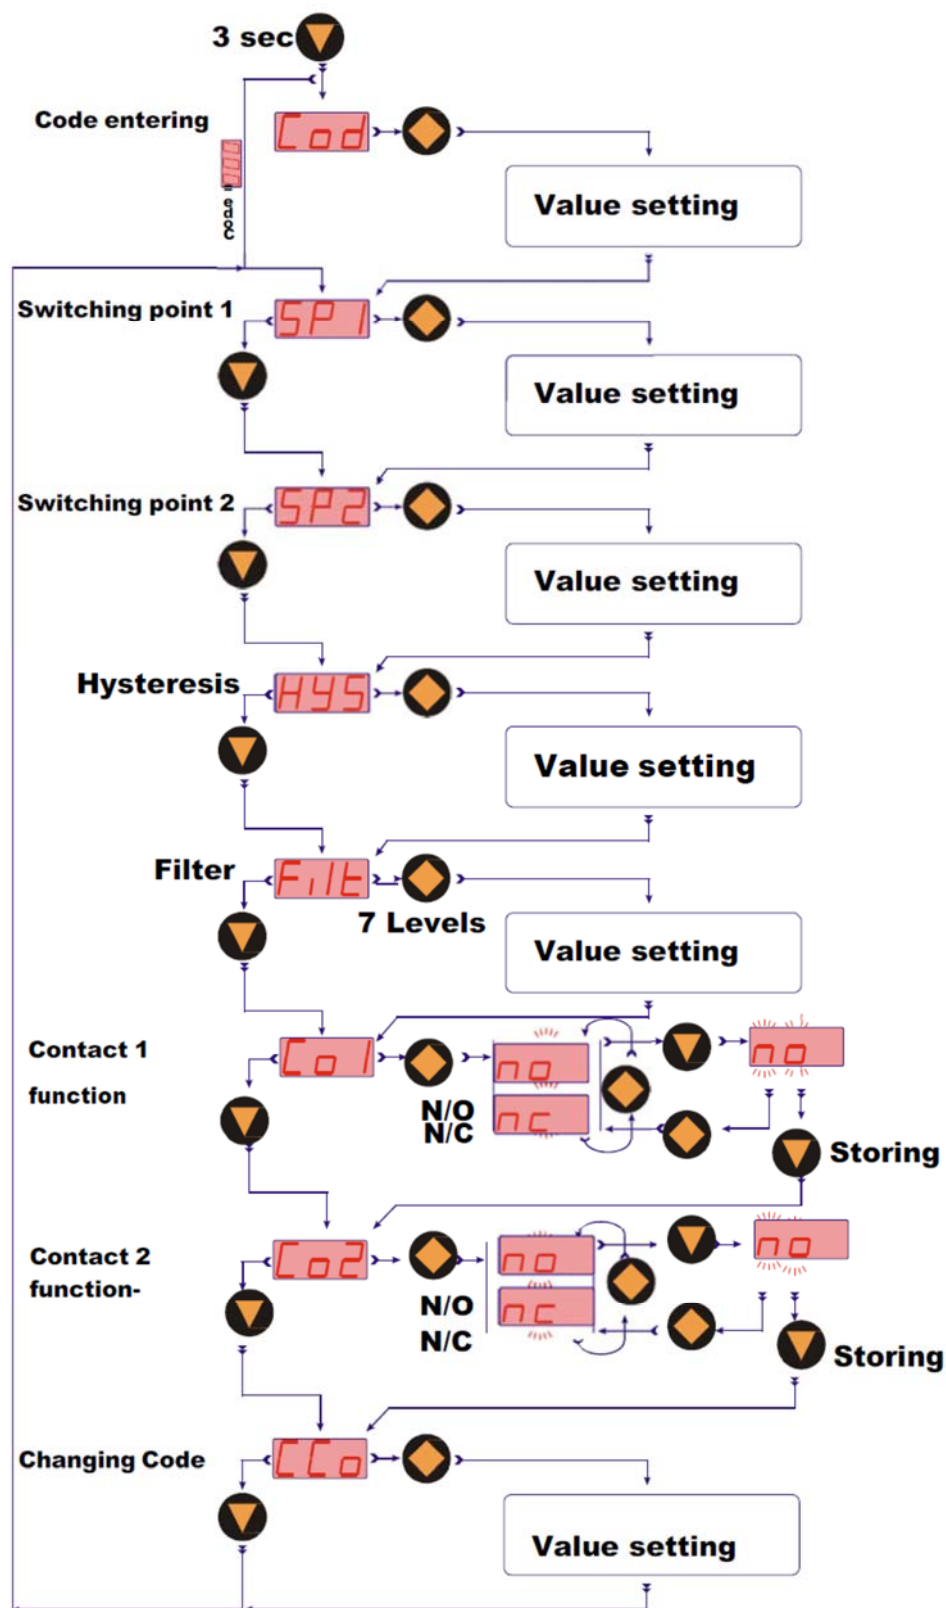 3 sec
Code entering
Cod
Code =
Value setting
Switching point 1
SP1
Value setting
Switching point 2
SP2
Value setting
Hysteresis
HYS
Value setting
Filter
Filt
7 Levels
Value setting
Contact 1
function
Co1
no
nc
N/O
N/C
no
Storing
Contact 2
function-
Co2
no
nc
N/O
N/C
no
Storing
Changing Code
CCo
Value setting